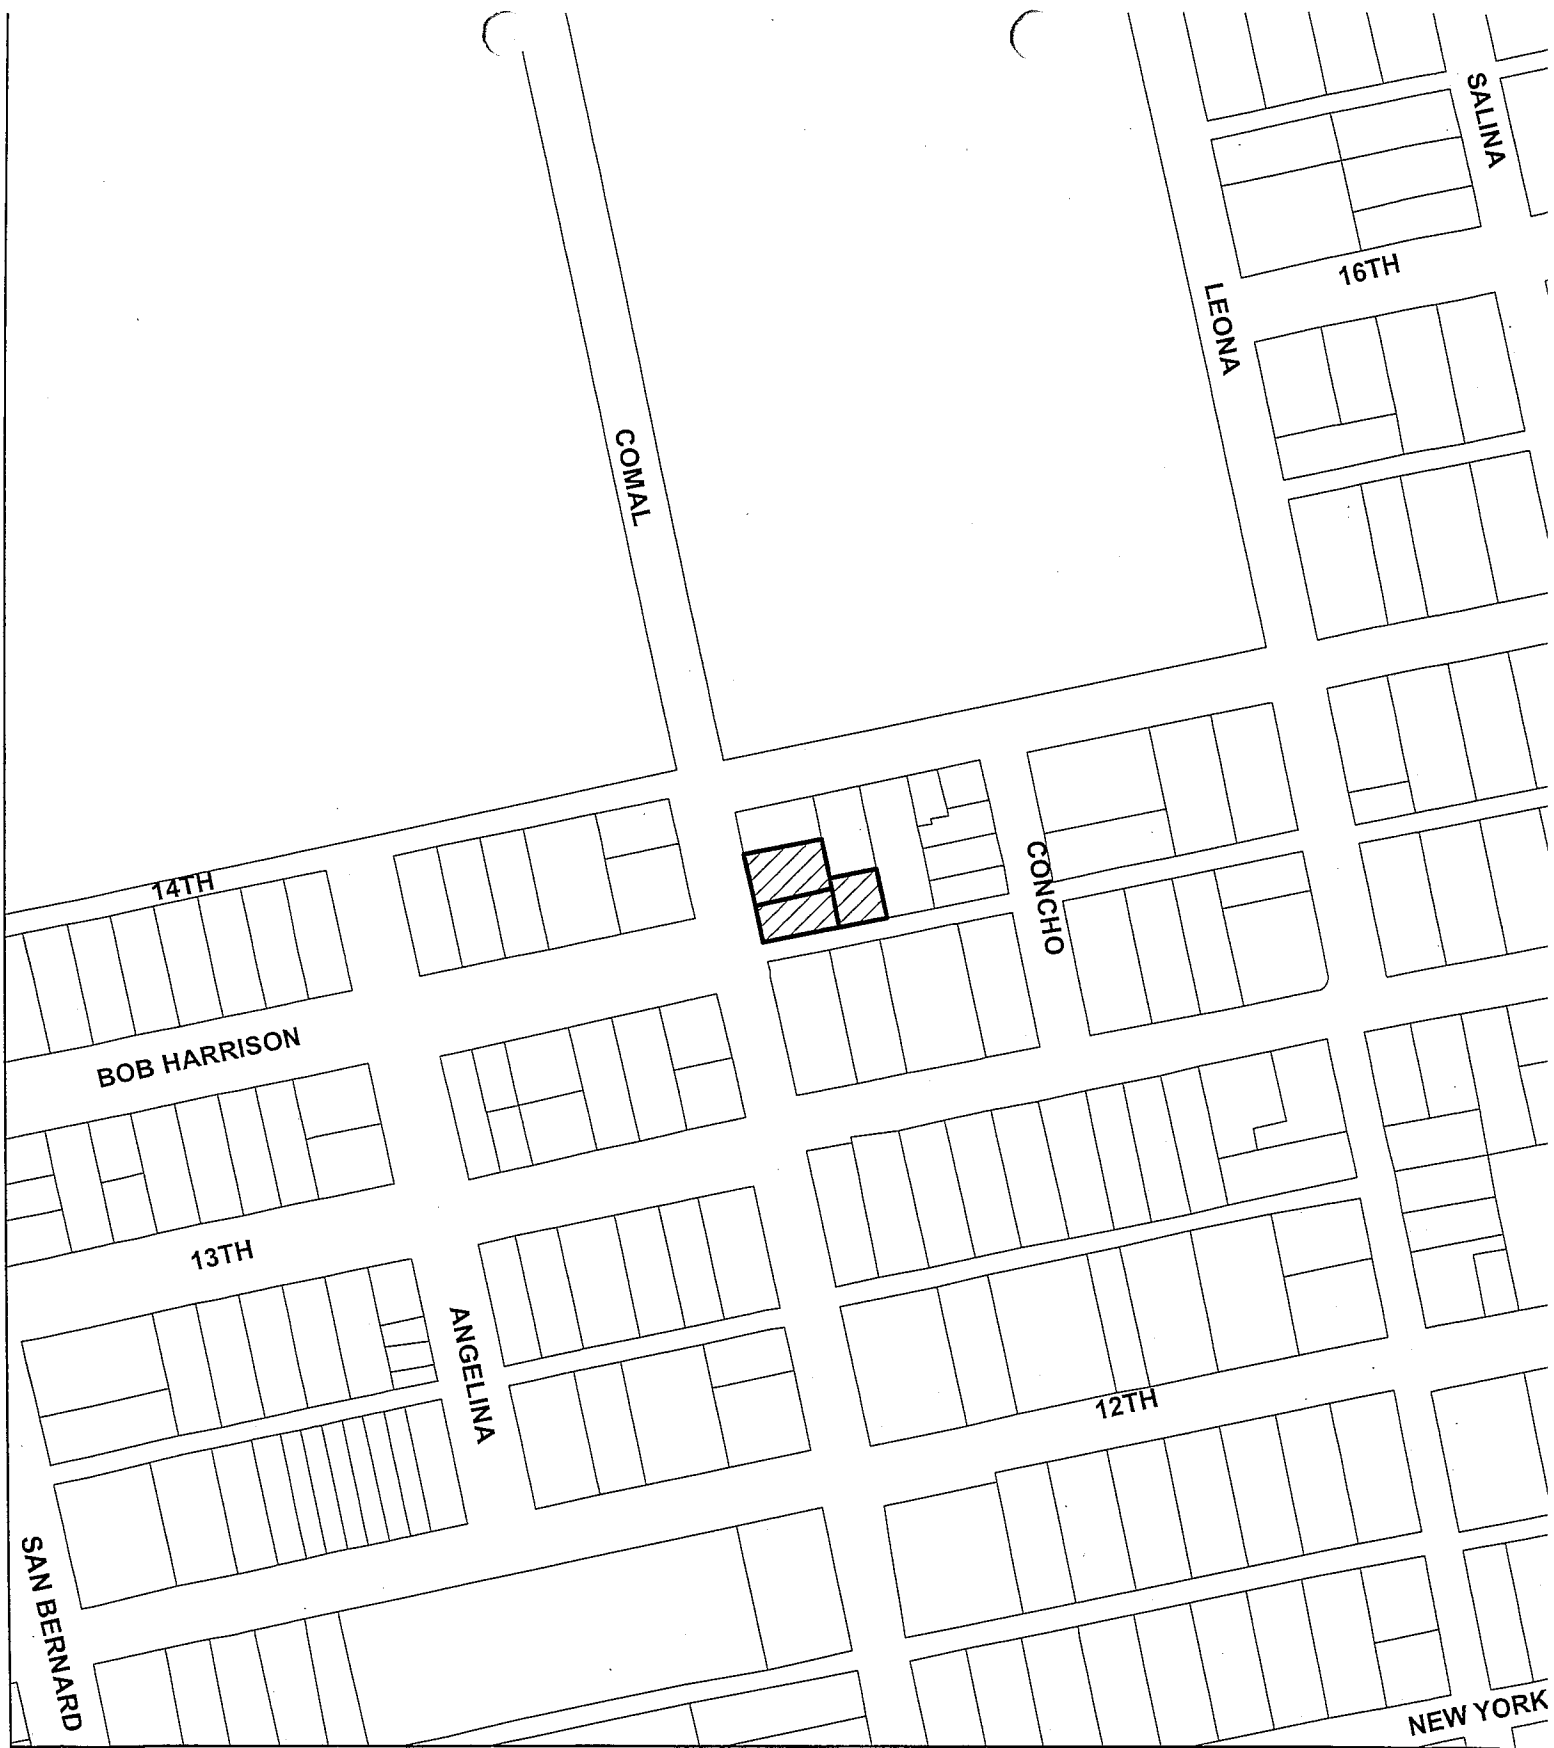 SALINA
16TH
LEONA
COMAL
14TH
CONCHO
BOB HARRISON
13TH
ANGELINA
12TH
SAN BERNARD
NEW YORK